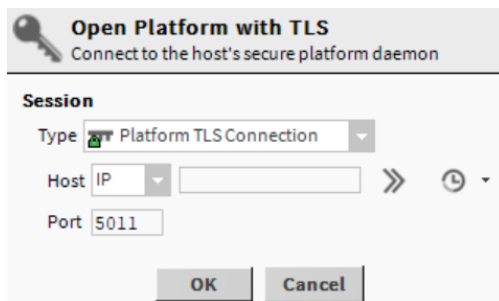 Open Platform with TLS
Connect to the host's secure platform daemon
Session
Type Platform TLS Connection
Host IP
Port 5011
OK Cancel